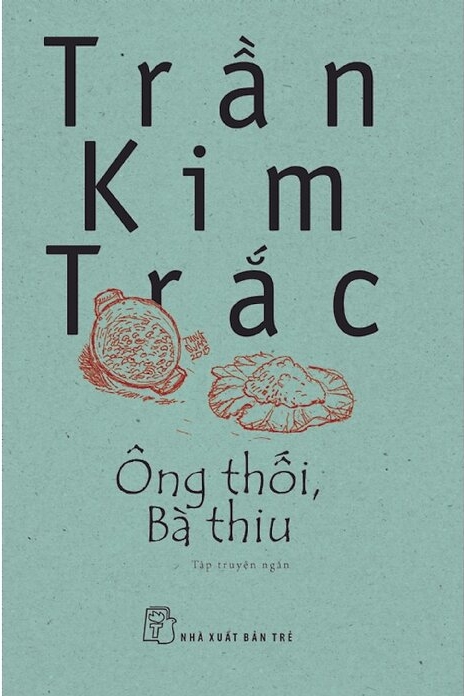 Trần
Kim
Trắc
Ông thối,
Bà thiu
Tập truyện ngắn
NHÀ XUẤT BẢN TRẺ